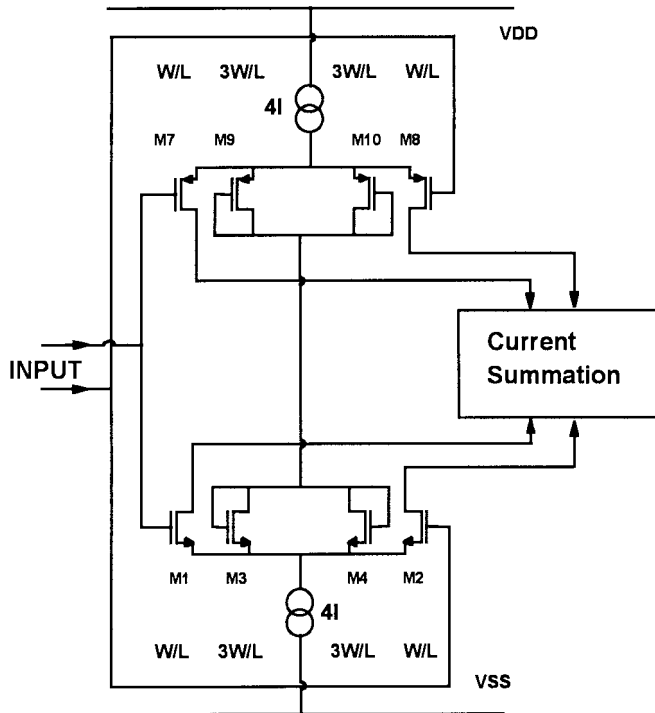 VDD
W/L 3W/L 3W/L W/L
4I
M7 M9 M10 M8
INPUT
Current
Summation
M1 M3 M4 M2
4I
W/L 3W/L 3W/L W/L
VSS